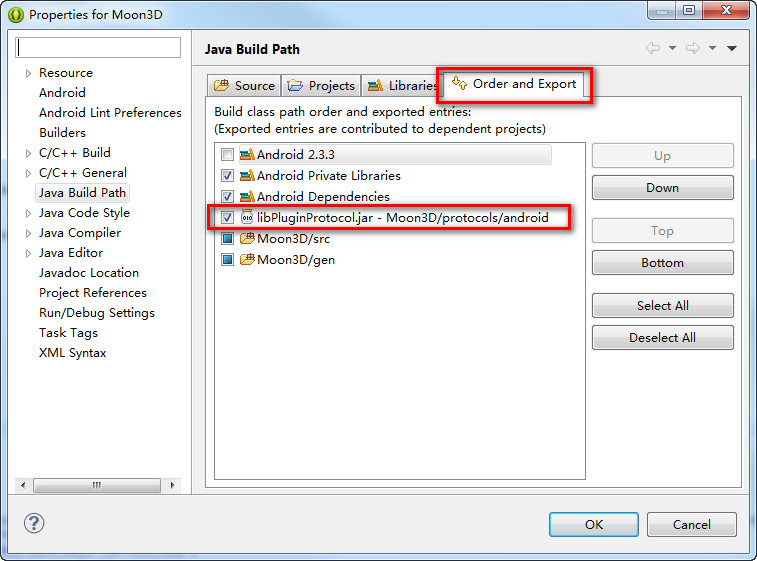 Properties for Moon3D
Resource
Android
Android Lint Preferences
Builders
C/C++ Build
C/C++ General
Java Build Path
Java Code Style
Java Compiler
Java Editor
Javadoc Location
Project References
Run/Debug Settings
Task Tags
XML Syntax
Java Build Path
Source
Projects
Libraries
Order and Export
Build class path order and exported entries:
(Exported entries are contributed to dependent projects)
Android 2.3.3
Android Private Libraries
Android Dependencies
libPluginProtocol.jar - Moon3D/protocols/android
Moon3D/src
Moon3D/gen
Up
Down
Top
Bottom
Select All
Deselect All
OK
Cancel